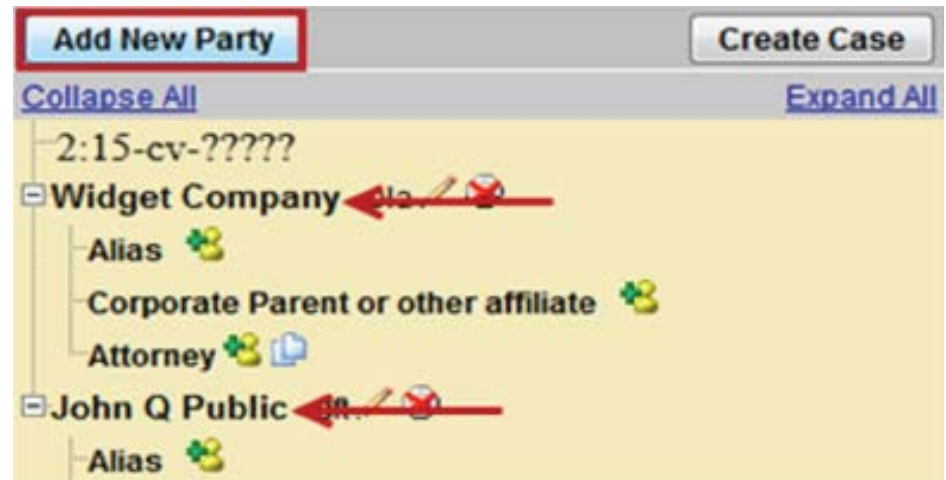 Add New Party Create Case
Collapse All Expand All
2:15-cv-?????
Widget Company
Alias
Corporate Parent or other affiliate
Attorney
John Q Public
Alias